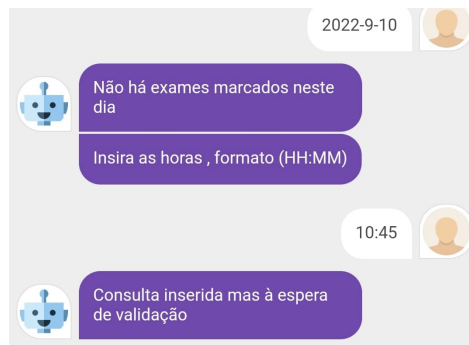 2022-9-10
Não há exames marcados neste
dia
Insira as horas , formato (HH:MM)
10:45
Consulta inserida mas à espera
de validação